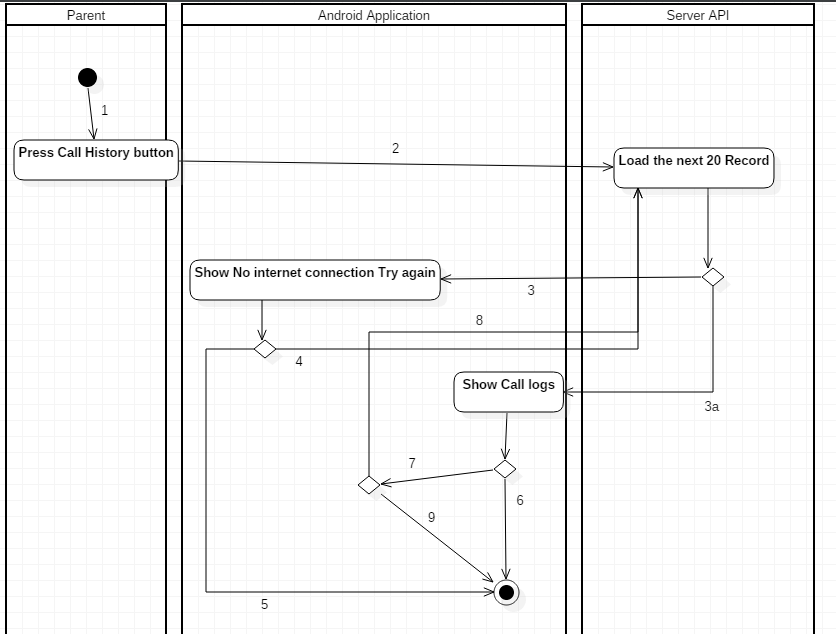 Parent
Android Application
Server API
1
Press Call History button
2
Load the next 20 Record
Show No internet connection Try again
3
8
4
Show Call logs
3a
7
6
9
5